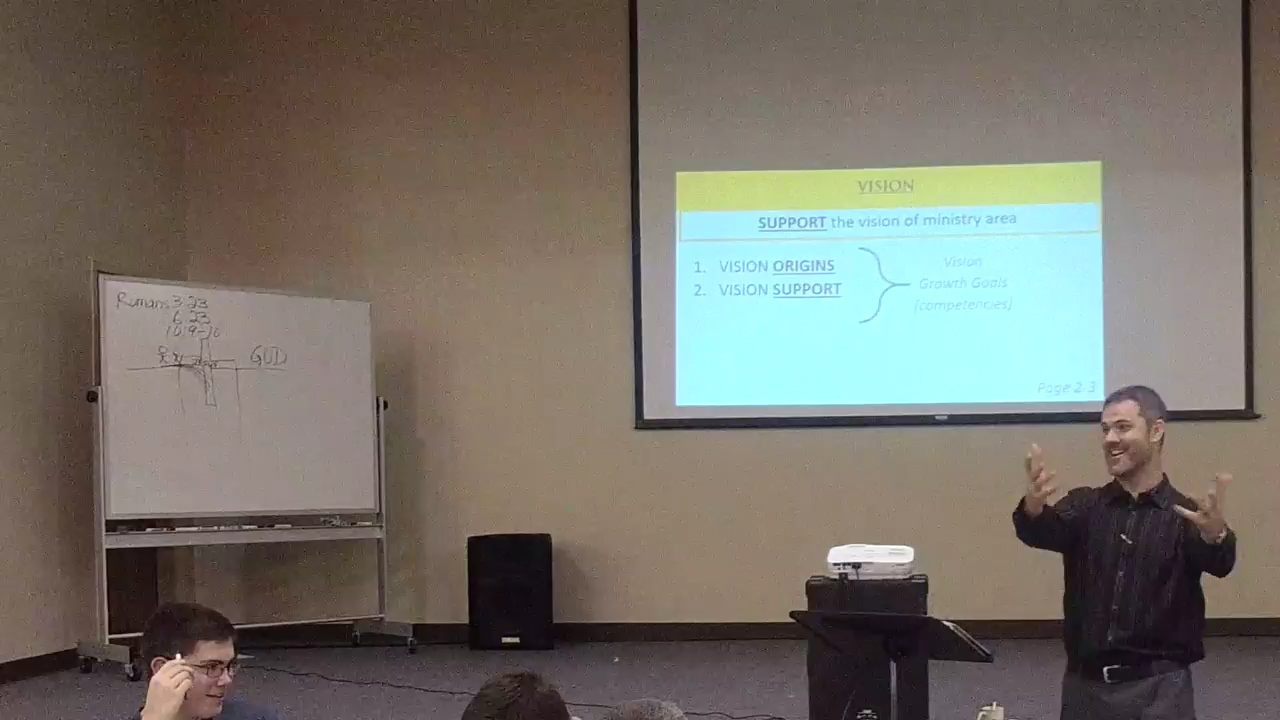 Romans 3:23
6:23
10:9-10
GOD
VISION
SUPPORT the vision of ministry area
1. VISION ORIGINS
2. VISION SUPPORT
Vision
Growth Goals
(competencies)
Page 2-3
YAMAHA